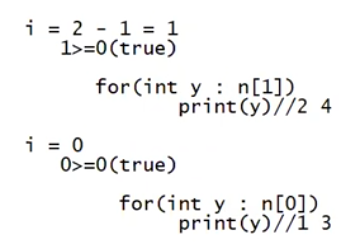 i = 2 - 1 = 1
1>=0(true)
for(int y : n[1])
print(y)//2 4
i = 0
0>=0(true)
for(int y : n[0])
print(y)//1 3